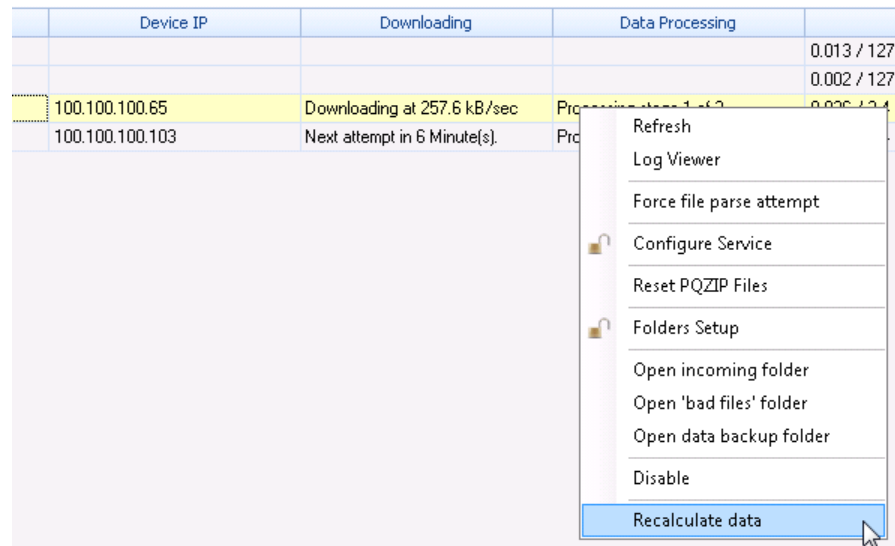 Device IP Downloading Data Processing
0.013 / 127
0.002 / 127
100.100.100.65 Downloading at 257.6 kB/sec
100.100.100.103 Next attempt in 6 Minute(s).
Refresh
Log Viewer
Force file parse attempt
Configure Service
Reset PQZIP Files
Folders Setup
Open incoming folder
Open 'bad files' folder
Open data backup folder
Disable
Recalculate data